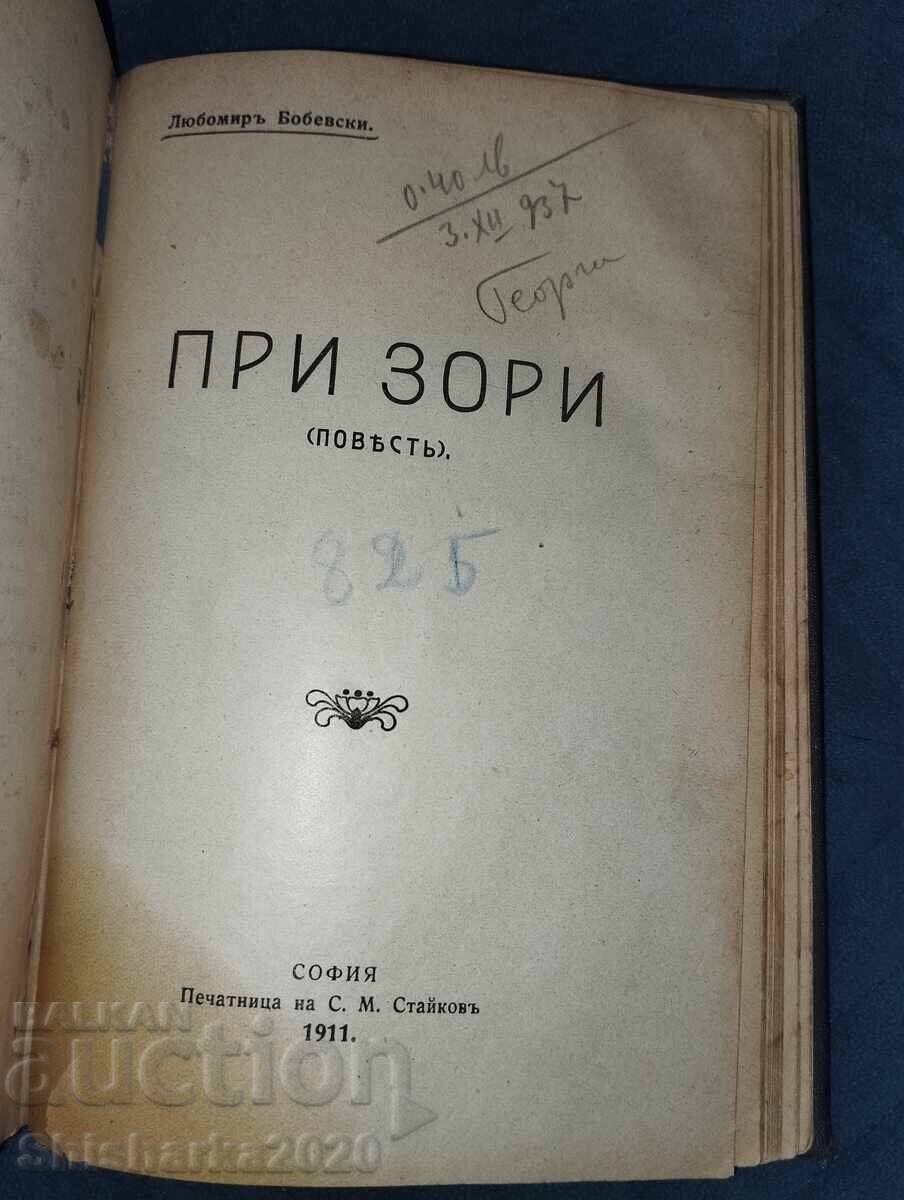 Любомиръ Бобевски.
0·40 лв
3.XII 937
Георги
ПРИ ЗОРИ
(ПОВѢСТЬ).
82Б
СОФИЯ
Печатница на С. М. Стайковъ
1911.
BALKAN
auction
Shisharka2020